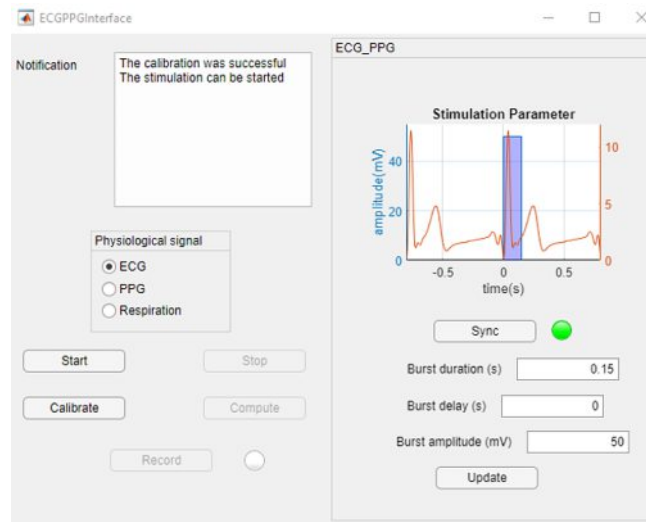 ECGPPGInterface
Notification
The calibration was successful
The stimulation can be started
Physiological signal
ECG
PPG
Respiration
Start
Stop
Calibrate
Compute
Record
ECG_PPG
Stimulation Parameter
amplitude(mV)
40
20
0
10
5
0
-0.5
0
0.5
time(s)
Sync
Burst duration (s)
0.15
Burst delay (s)
0
Burst amplitude (mV)
50
Update